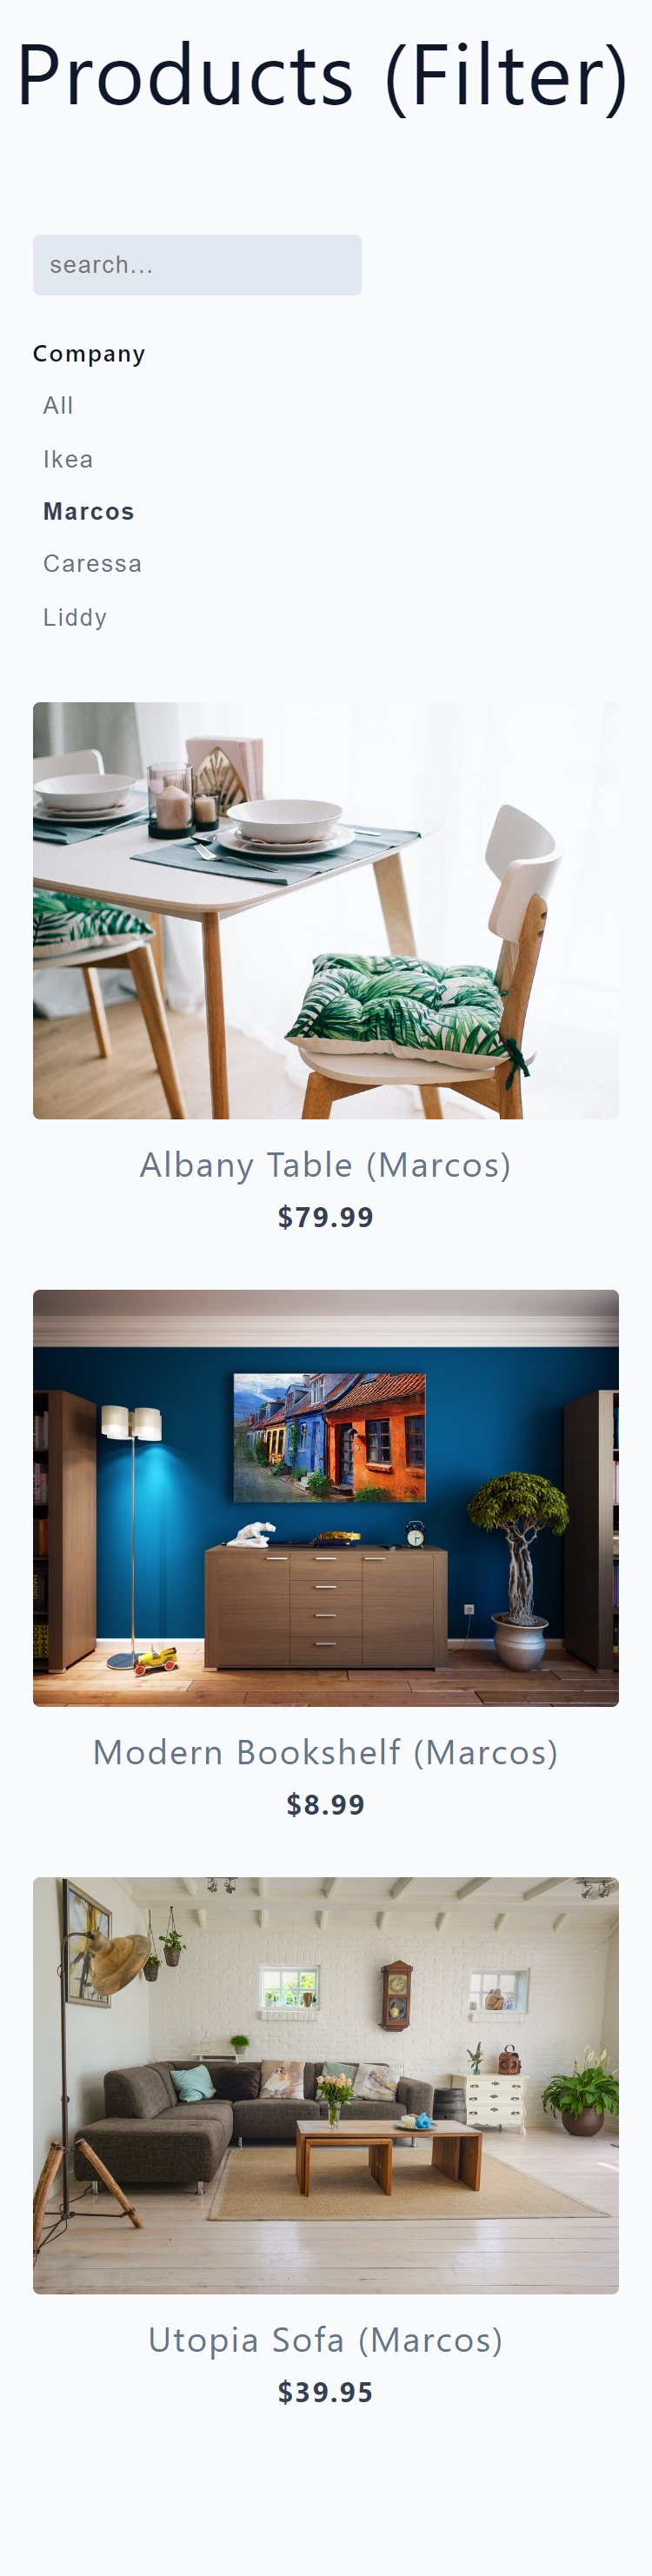 Products (Filter)
search...
Company
All
Ikea
Marcos
Caressa
Liddy
Albany Table (Marcos)
$79.99
Modern Bookshelf (Marcos)
$8.99
Utopia Sofa (Marcos)
$39.95